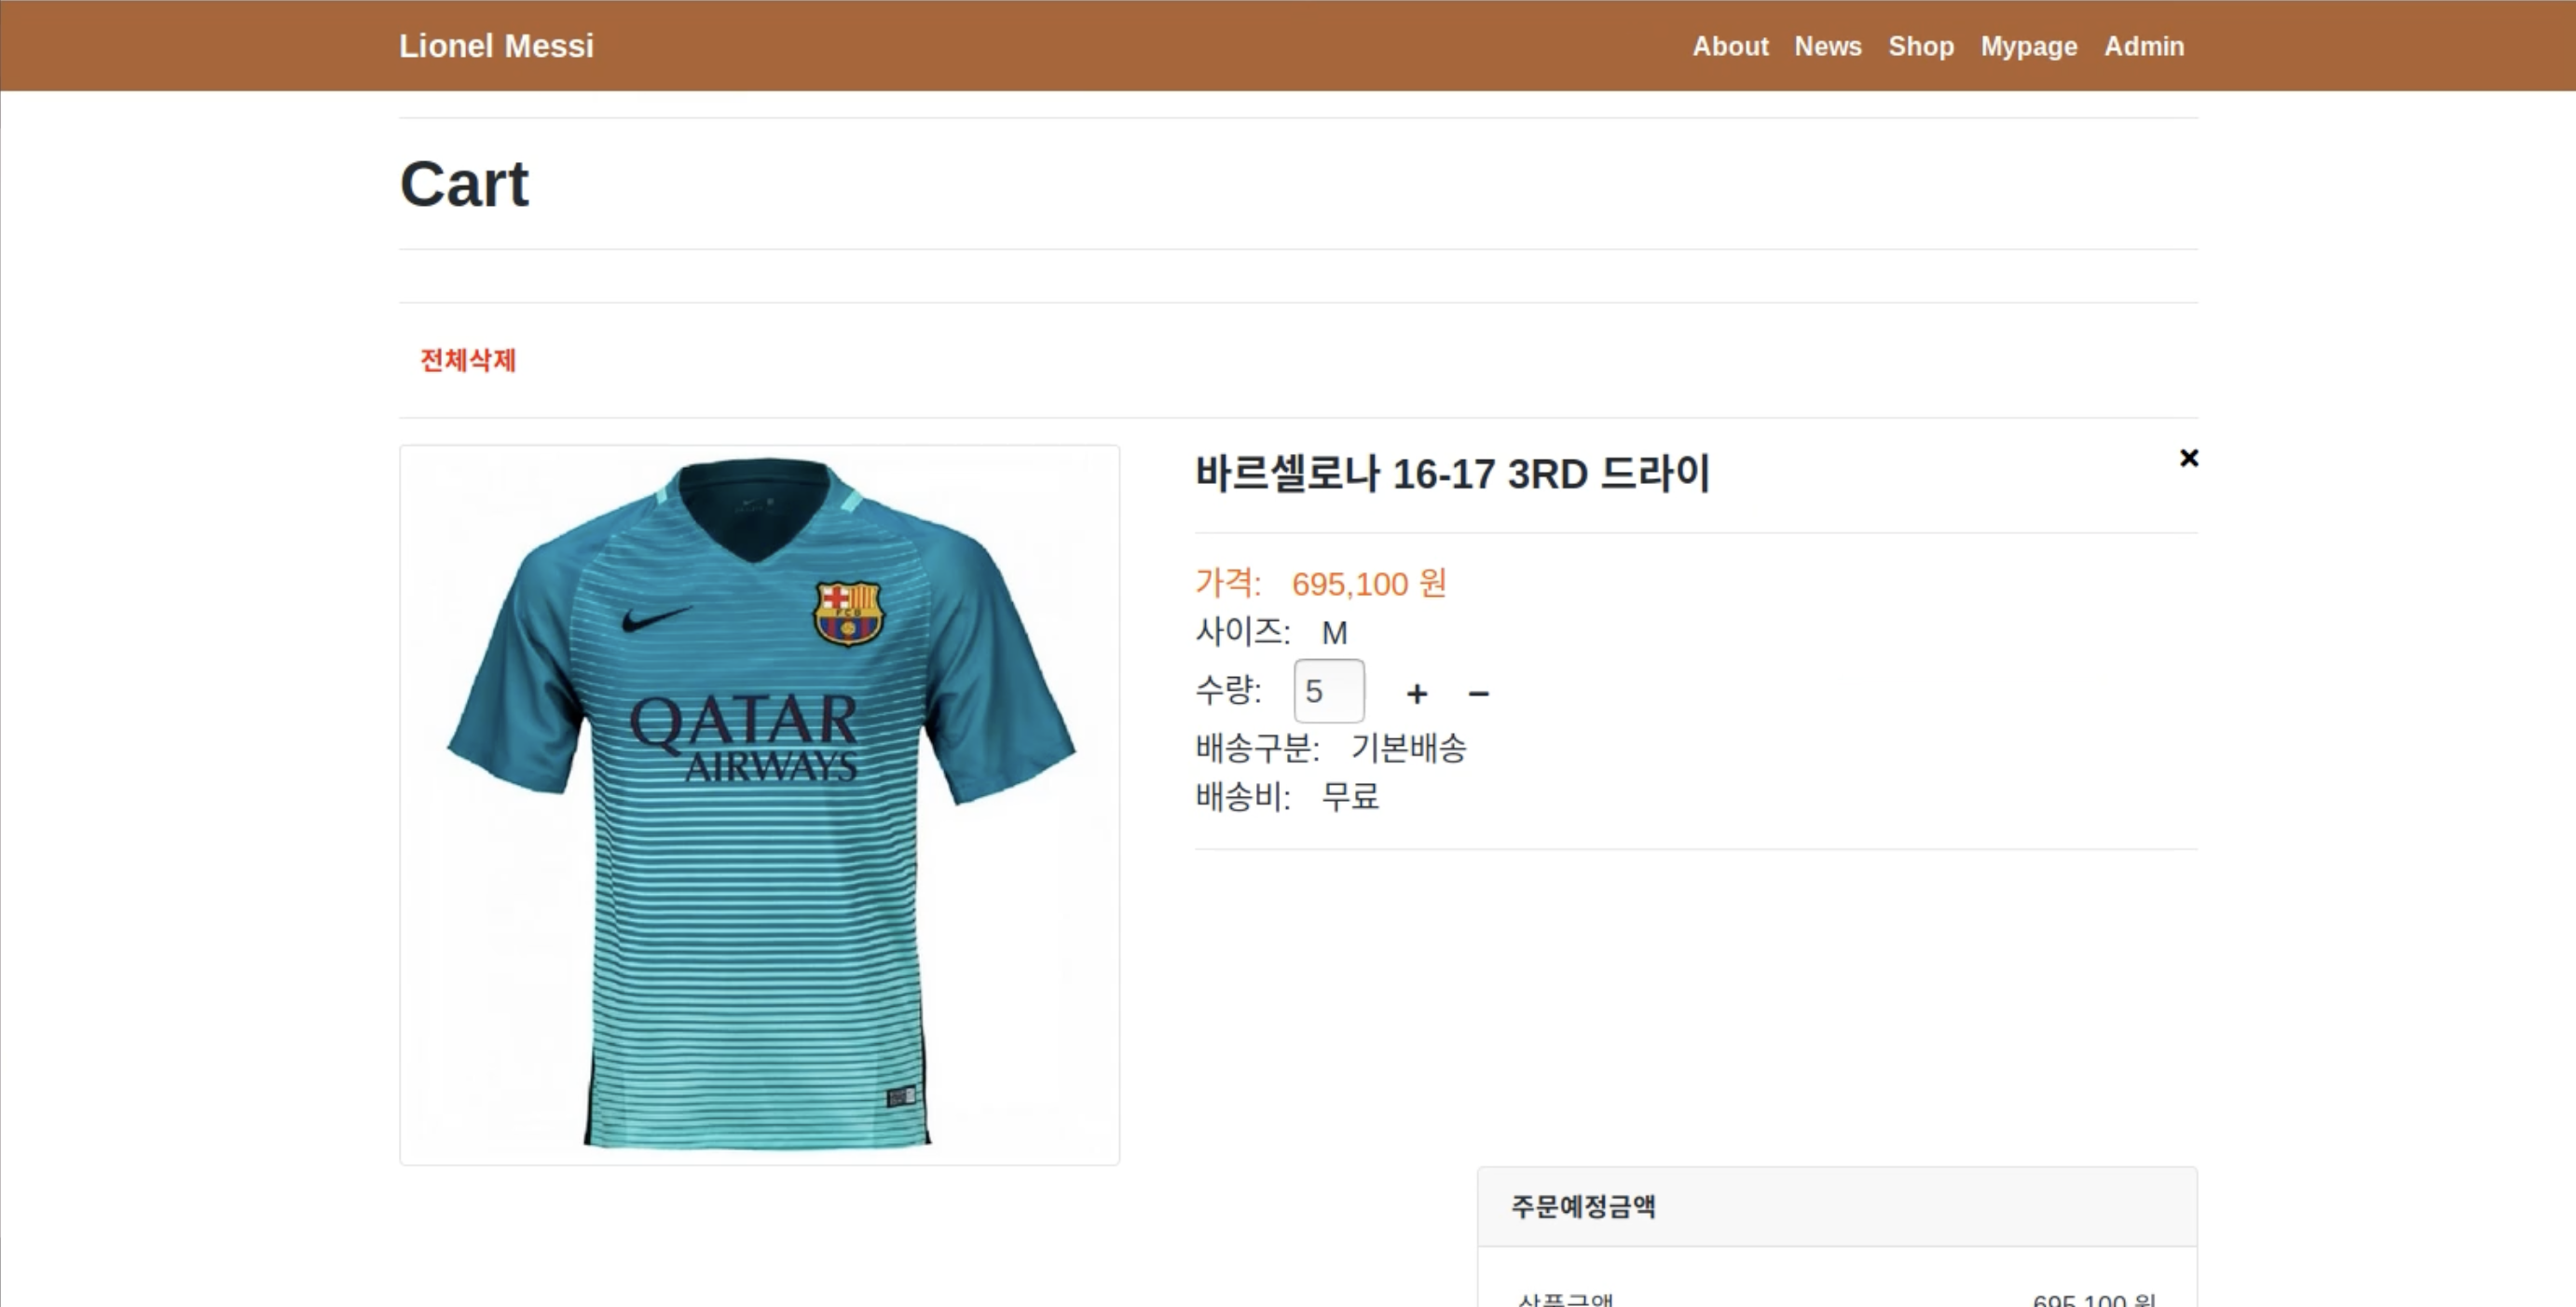 Lionel Messi
About News Shop Mypage Admin
Cart
전체삭제
바르셀로나 16-17 3RD 드라이
가격: 695,100 원
사이즈: M
수량: 5 + −
배송구분: 기본배송
배송비: 무료
FCB
QATAR
AIRWAYS
주문예정금액
상품금액 695,100 원